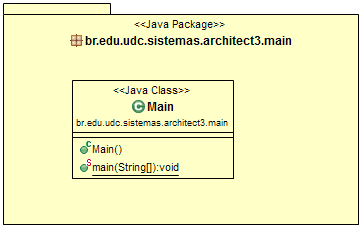 <<Java Package>>
br.edu.udc.sistemas.architect3.main
<<Java Class>>
C Main
br.edu.udc.sistemas.architect3.main
C Main()
S main(String[]):void